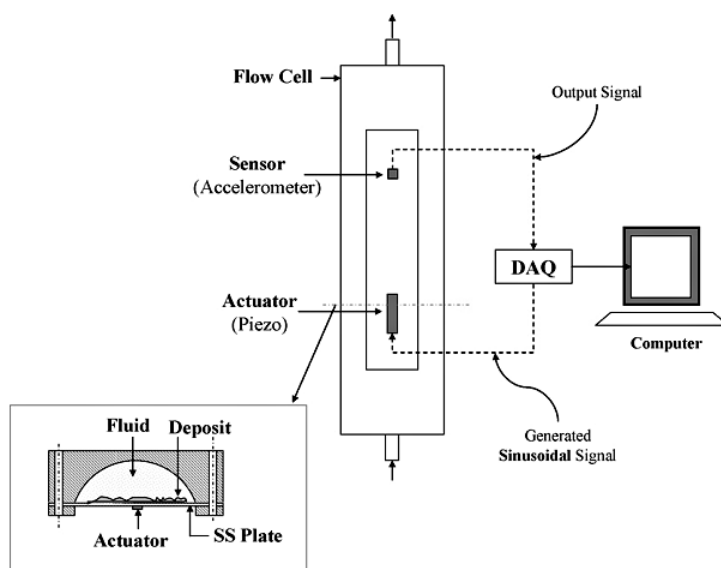 Flow Cell
Output Signal
Sensor
(Accelerometer)
DAQ
Actuator
(Piezo)
Computer
Generated
Sinusoidal Signal
Fluid
Deposit
SS Plate
Actuator